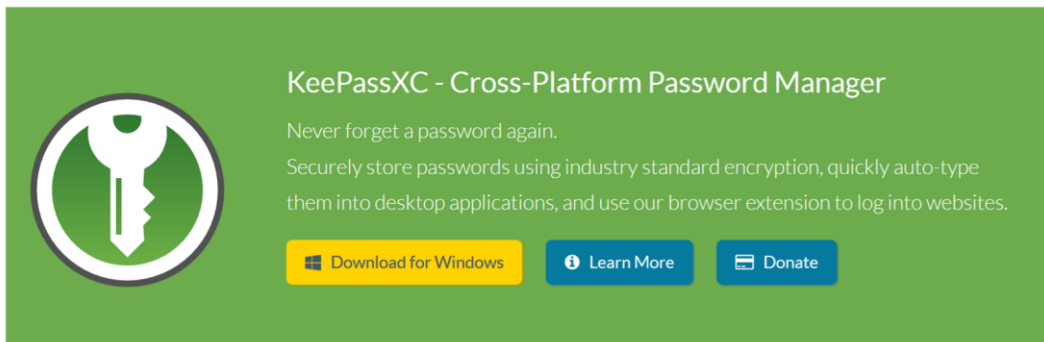 KeePassXC - Cross-Platform Password Manager
Never forget a password again.
Securely store passwords using industry standard encryption, quickly auto-type
them into desktop applications, and use our browser extension to log into websites.
Download for Windows
Learn More
Donate